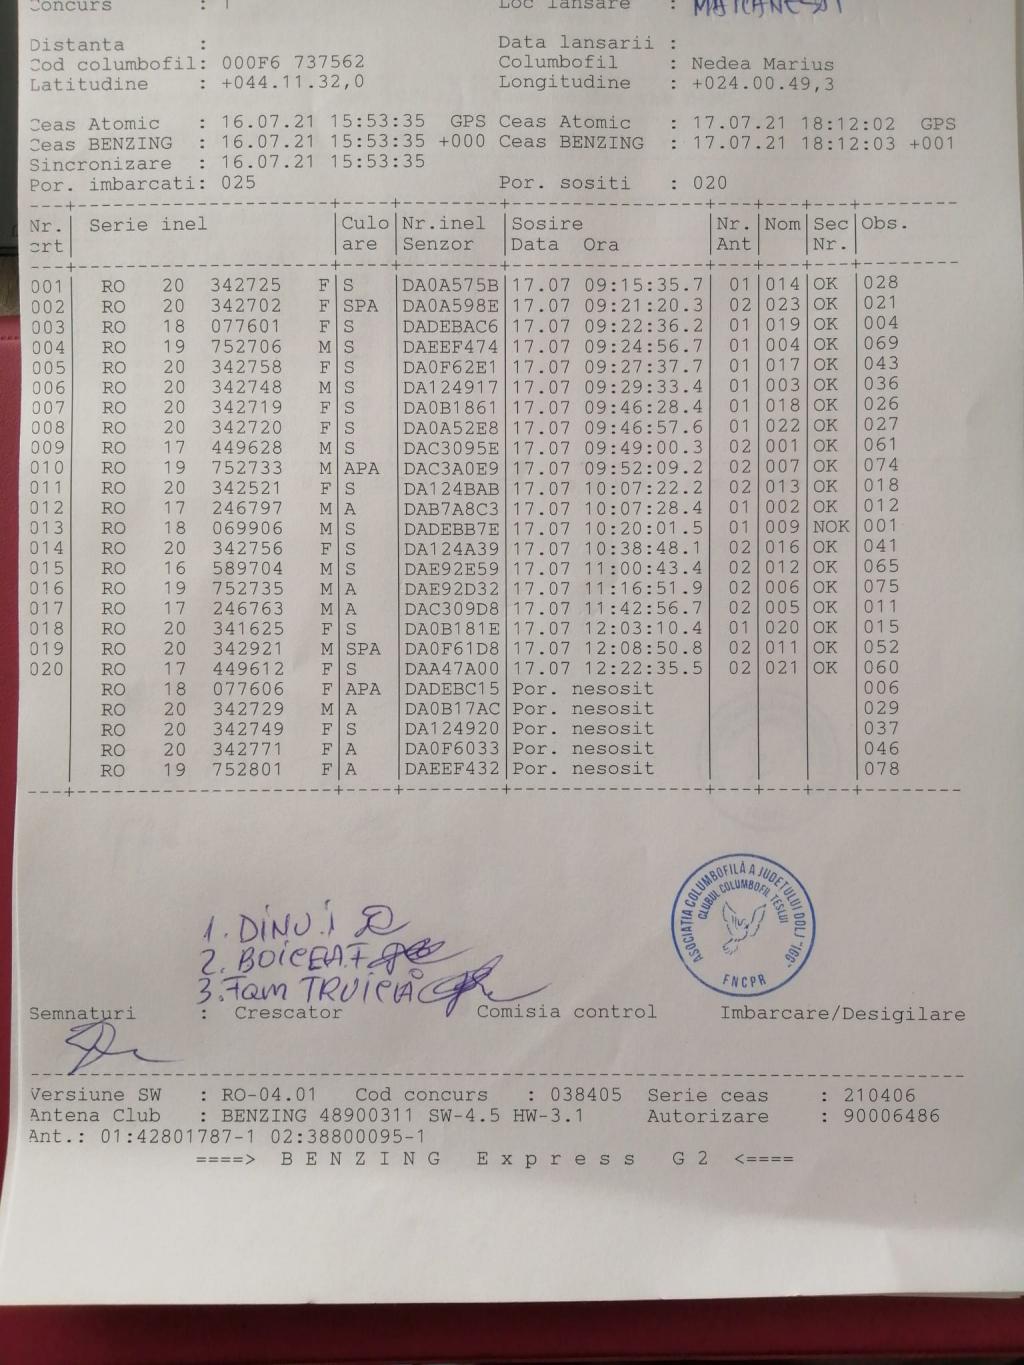 Concurs : 1 Loc lansare :
Distanta : Data lansarii :
Cod columbofil: 000F6 737562 Columbofil : Nedea Marius
Latitudine : +044.11.32,0 Longitudine : +024.00.49,3
Ceas Atomic : 16.07.21 15:53:35 GPS Ceas Atomic : 17.07.21 18:12:02 GPS
Ceas BENZING : 16.07.21 15:53:35 +000 Ceas BENZING : 17.07.21 18:12:03 +001
Sincronizare : 16.07.21 15:53:35
Por. imbarcati: 025 Por. sositi : 020
Nr. Serie inel Culo Nr.inel Sosire Nr. Nom Sec Obs.
crt are Senzor Data Ora Ant Nr.
001 RO 20 342725 F S DA0A575B 17.07 09:15:35.7 01 014 OK 028
002 RO 20 342702 F SPA DA0A598E 17.07 09:21:20.3 02 023 OK 021
003 RO 18 077601 F S DADEBAC6 17.07 09:22:36.2 01 019 OK 004
004 RO 19 752706 M S DAEEF474 17.07 09:24:56.7 01 004 OK 069
005 RO 20 342758 F S DA0F62E1 17.07 09:27:37.7 01 017 OK 043
006 RO 20 342748 M S DA124917 17.07 09:29:33.4 01 003 OK 036
007 RO 20 342719 F S DA0B1861 17.07 09:46:28.4 01 018 OK 026
008 RO 20 342720 F S DA0A52E8 17.07 09:46:57.6 01 022 OK 027
009 RO 17 449628 M S DAC3095E 17.07 09:49:00.3 02 001 OK 061
010 RO 19 752733 M APA DAC3A0E9 17.07 09:52:09.2 02 007 OK 074
011 RO 20 342521 F S DA124BAB 17.07 10:07:22.2 02 013 OK 018
012 RO 17 246797 M A DAB7A8C3 17.07 10:07:28.4 01 002 OK 012
013 RO 18 069906 M S DADEBB7E 17.07 10:20:01.5 01 009 NOK 001
014 RO 20 342756 F S DA124A39 17.07 10:38:48.1 02 016 OK 041
015 RO 16 589704 M S DAE92E59 17.07 11:00:43.4 02 012 OK 065
016 RO 19 752735 M A DAE92D32 17.07 11:16:51.9 02 006 OK 075
017 RO 17 246763 M A DAC309D8 17.07 11:42:56.7 02 005 OK 011
018 RO 20 341625 F S DA0B181E 17.07 12:03:10.4 01 020 OK 015
019 RO 20 342921 M SPA DA0F61D8 17.07 12:08:50.8 02 011 OK 052
020 RO 17 449612 F S DAA47A00 17.07 12:22:35.5 02 021 OK 060
RO 18 077606 F APA DADEBC15 Por. nesosit 006
RO 20 342729 M A DA0B17AC Por. nesosit 029
RO 20 342749 F S DA124920 Por. nesosit 037
RO 20 342771 F A DA0F6033 Por. nesosit 046
RO 19 752801 F A DAEEF432 Por. nesosit 078
ASOCIATIA COLUMBOFILĂ A JUDEȚULUI DOLJ "166"
CLUBUL COLUMBOFIL TESLUI
FNCPR
1. DINU.i
2. BOICEAT
3. Fam TRUICĂ
Semnaturi : Crescator Comisia control Imbarcare/Desigilare
Versiune SW : RO-04.01 Cod concurs : 038405 Serie ceas : 210406
Antena Club : BENZING 48900311 SW-4.5 HW-3.1 Autorizare : 90006486
Ant.: 01:42801787-1 02:38800095-1
====> B E N Z I N G E x p r e s s G 2 <====